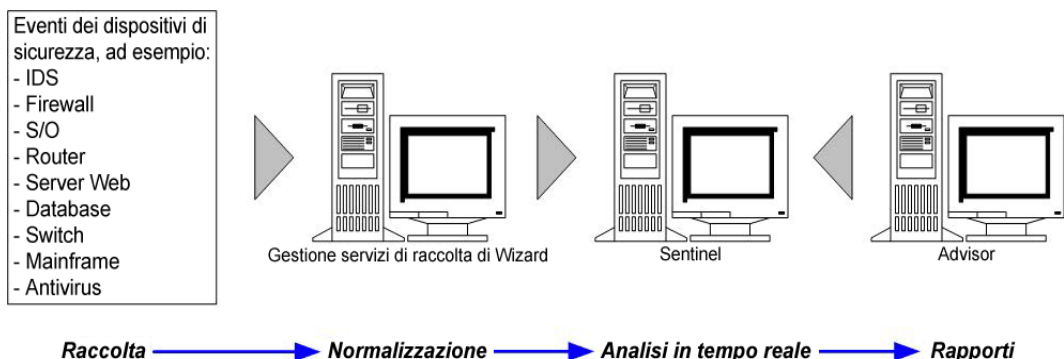 Eventi dei dispositivi di
sicurezza, ad esempio:
- IDS
- Firewall
- S/O
- Router
- Server Web
- Database
- Switch
- Mainframe
- Antivirus
Gestione servizi di raccolta di Wizard
Sentinel
Advisor
Raccolta
Normalizzazione
Analisi in tempo reale
Rapporti